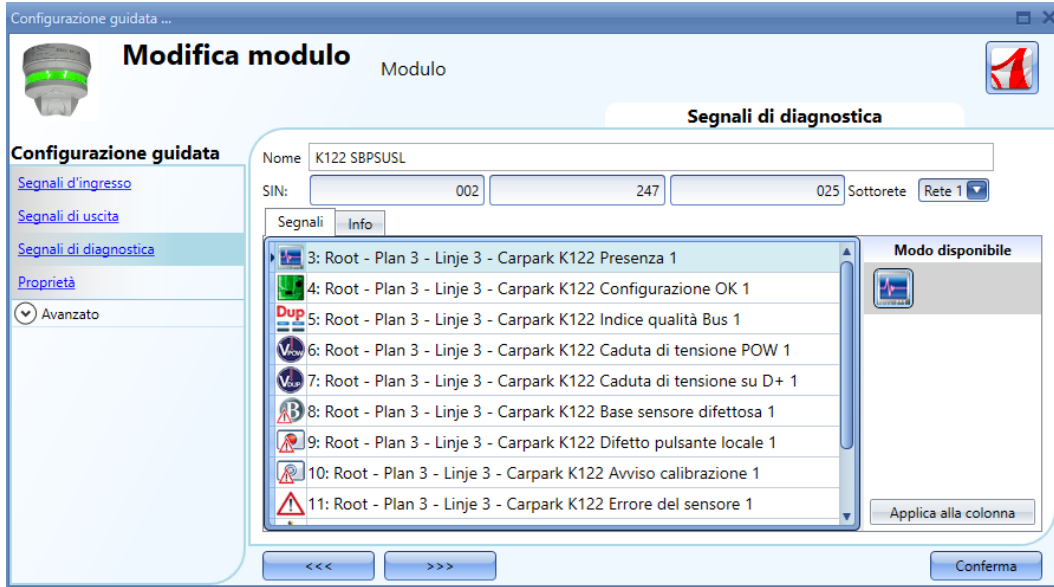 Configurazione guidata ...
Modifica modulo
Modulo
Segnali di diagnostica
Configurazione guidata
Segnali d'ingresso
Segnali di uscita
Segnali di diagnostica
Proprietà
Avanzato
Nome K122 SBPSUSL
SIN: 002 247 025 Sottorete Rete 1
Segnali Info
3: Root - Plan 3 - Linje 3 - Carpark K122 Presenza 1
4: Root - Plan 3 - Linje 3 - Carpark K122 Configurazione OK 1
Dup 5: Root - Plan 3 - Linje 3 - Carpark K122 Indice qualità Bus 1
VPOW 6: Root - Plan 3 - Linje 3 - Carpark K122 Caduta di tensione POW 1
VDUP 7: Root - Plan 3 - Linje 3 - Carpark K122 Caduta di tensione su D+ 1
B 8: Root - Plan 3 - Linje 3 - Carpark K122 Base sensore difettosa 1
9: Root - Plan 3 - Linje 3 - Carpark K122 Difetto pulsante locale 1
10: Root - Plan 3 - Linje 3 - Carpark K122 Avviso calibrazione 1
11: Root - Plan 3 - Linje 3 - Carpark K122 Errore del sensore 1
Modo disponibile
Applica alla colonna
<<< >>> Conferma